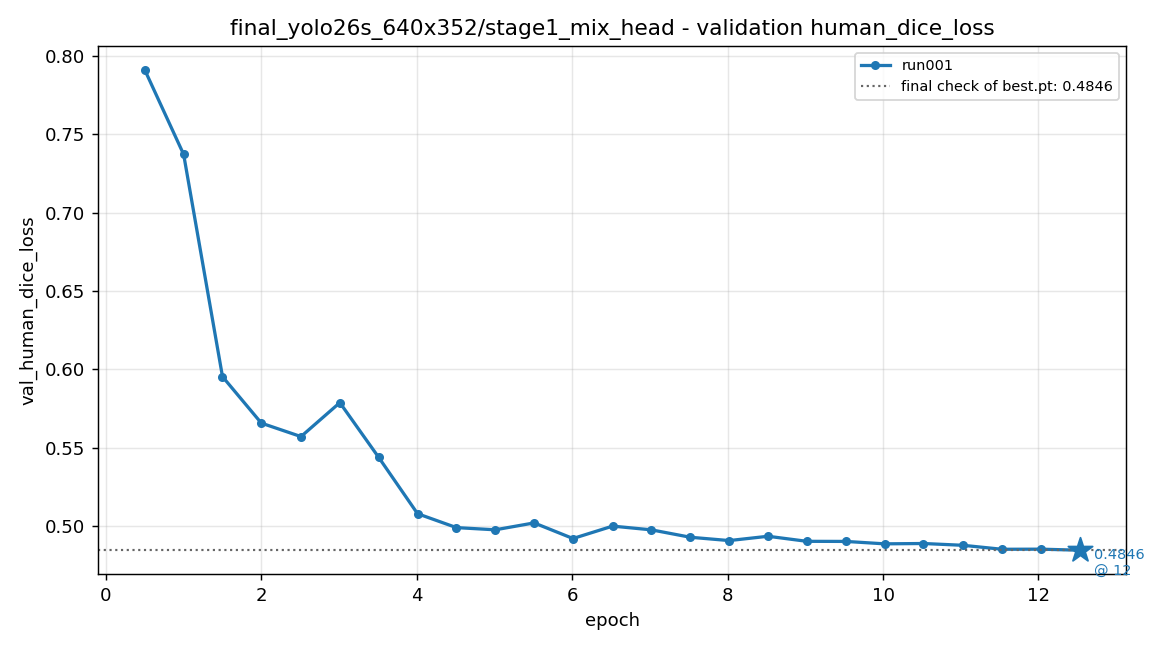 final_yolo26s_640x352/stage1_mix_head - validation human_dice_loss
run001
final check of best.pt: 0.4846
val_human_dice_loss
0.80
0.75
0.70
0.65
0.60
0.55
0.50
0.4846
@ 12
0 2 4 6 8 10 12
epoch